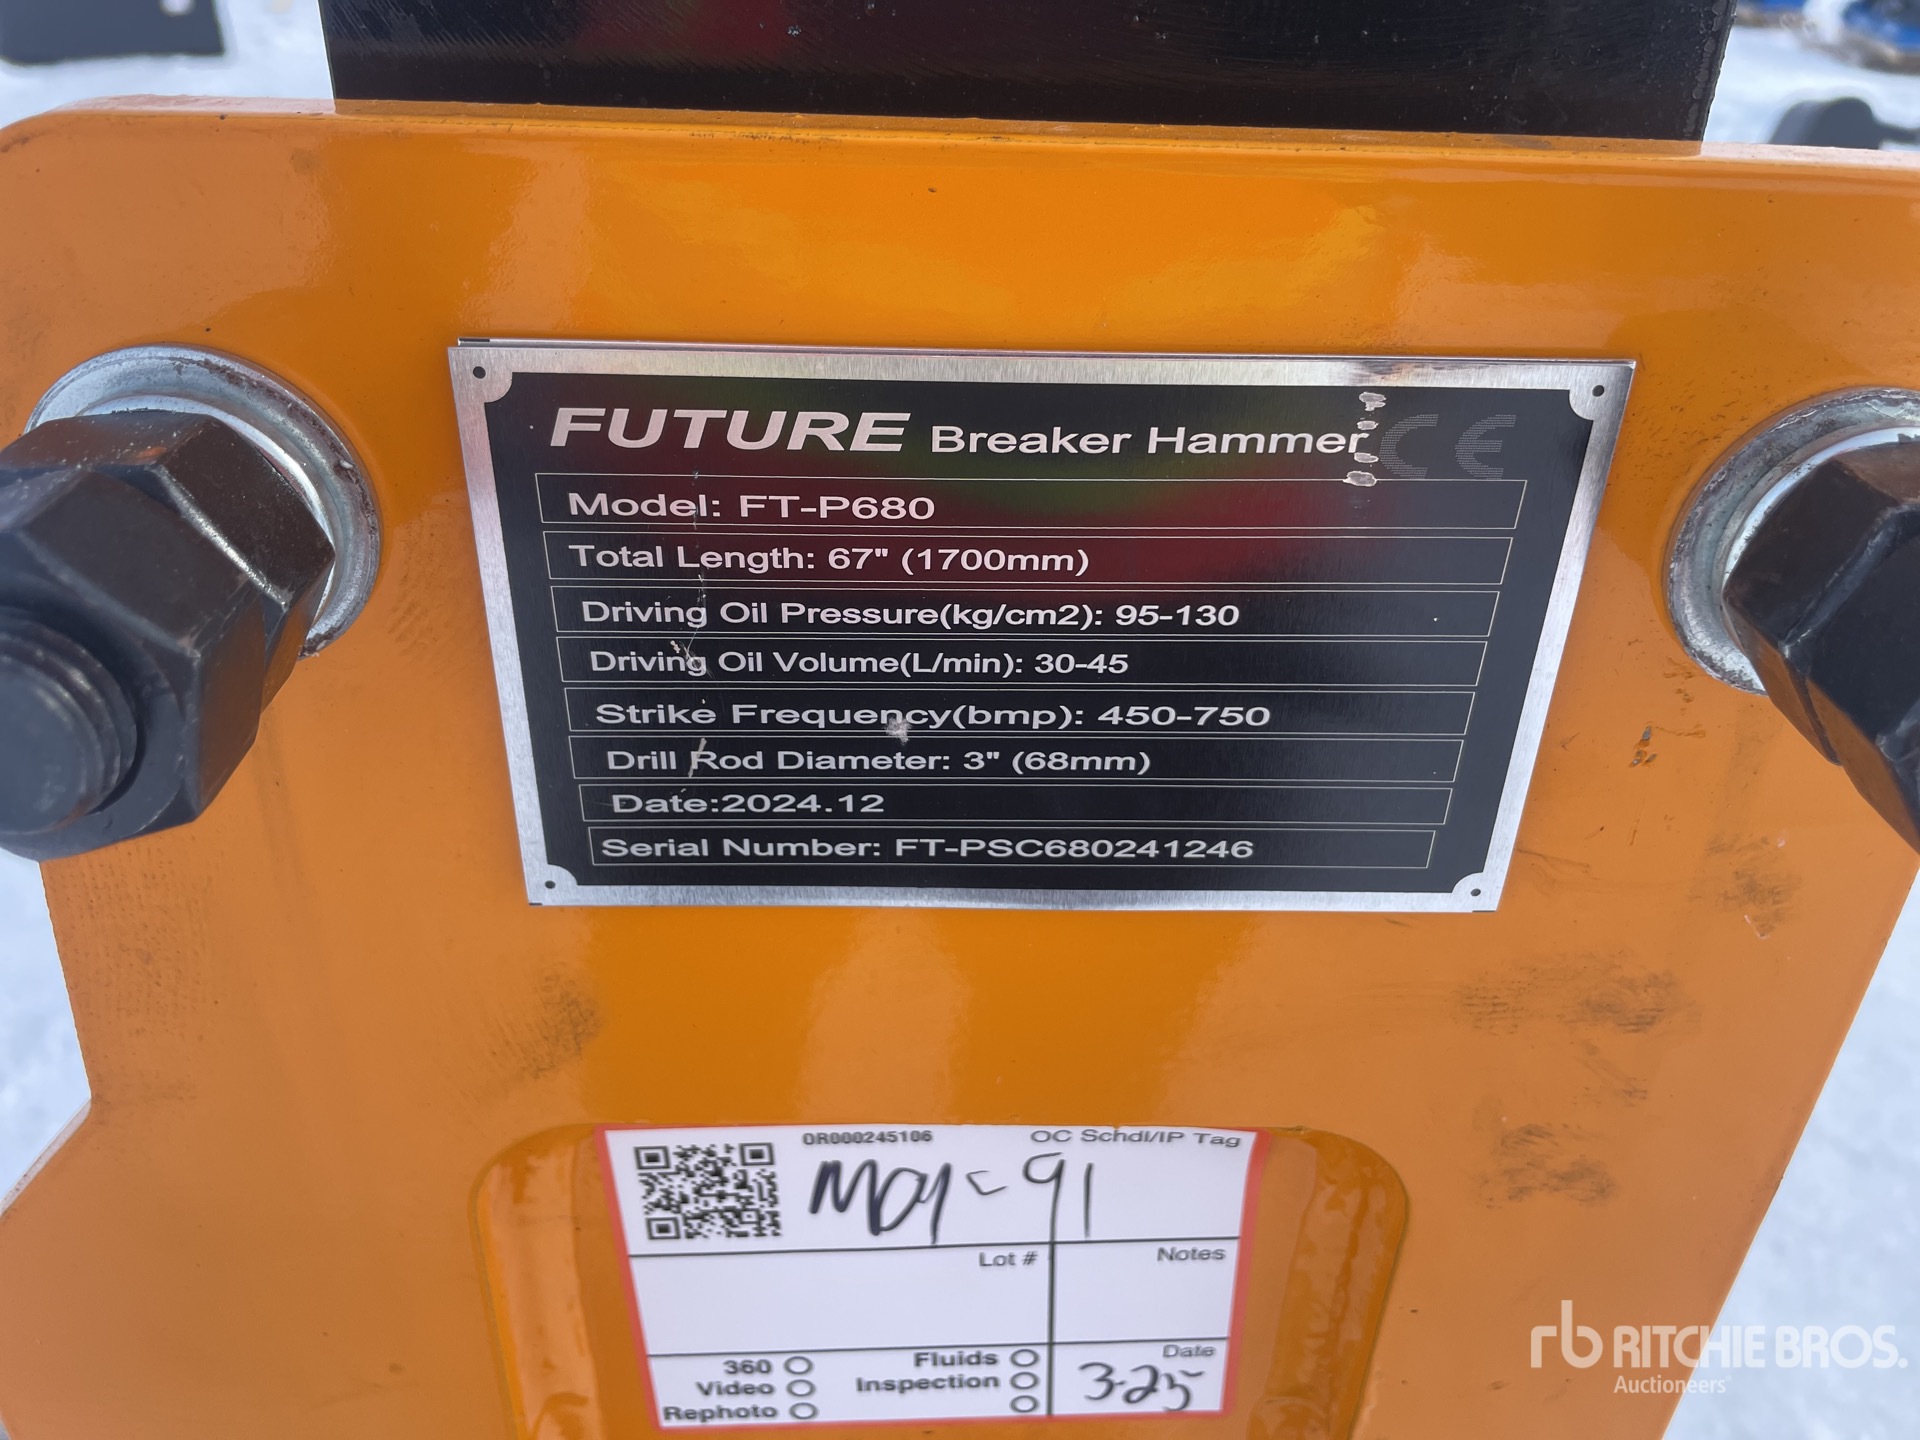 FUTURE Breaker Hammer CE
Model: FT-P680
Total Length: 67" (1700mm)
Driving Oil Pressure(kg/cm2): 95-130
Driving Oil Volume(L/min): 30-45
Strike Frequency(bmp): 450-750
Drill Rod Diameter: 3" (68mm)
Date:2024.12
Serial Number: FT-PSC680241246
OR000245106 OC Schdl/IP Tag
91
Lot # Notes
360 Fluids Date
Video Inspection 3-25
Rephoto
rb RITCHIE BROS.
Auctioneers